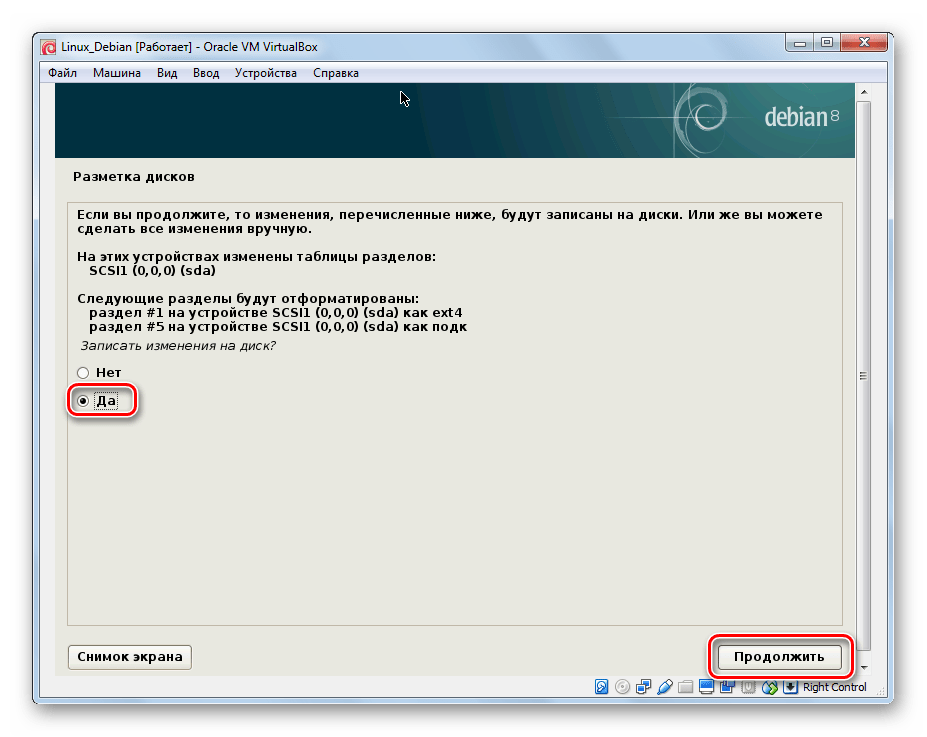 Linux_Debian [Работает] - Oracle VM VirtualBox
Файл Машина Вид Ввод Устройства Справка
debian 8
Разметка дисков
Если вы продолжите, то изменения, перечисленные ниже, будут записаны на диски. Или же вы можете
сделать все изменения вручную.
На этих устройствах изменены таблицы разделов:
SCSI1 (0,0,0) (sda)
Следующие разделы будут отформатированы:
раздел #1 на устройстве SCSI1 (0,0,0) (sda) как ext4
раздел #5 на устройстве SCSI1 (0,0,0) (sda) как подк
Записать изменения на диск?
Нет
Да
Снимок экрана
Продолжить
Right Control